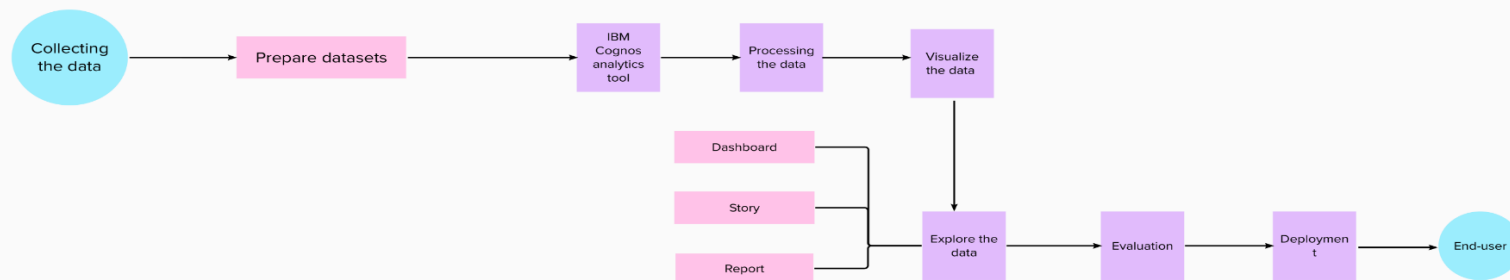 Collecting
the data
Prepare datasets
IBM
Cognos
analytics
tool
Processing
the data
Visualize
the data
Dashboard
Story
Report
Explore the
data
Evaluation
Deploymen
t
End-user